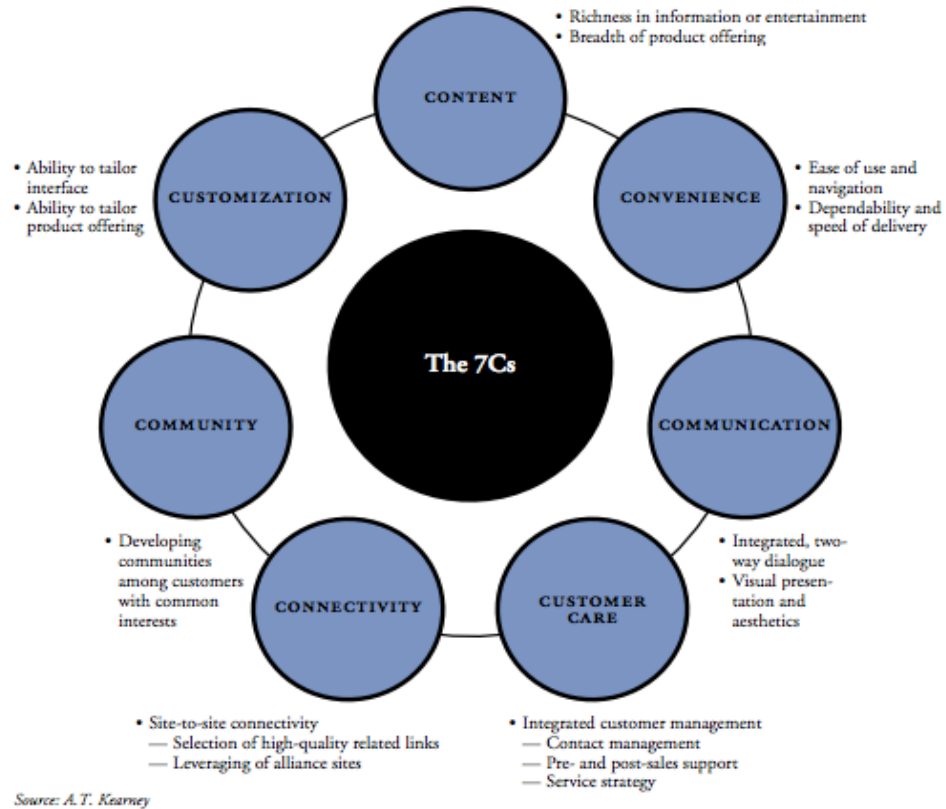 CONTENT
• Richness in information or entertainment
• Breadth of product offering
CONVENIENCE
• Ease of use and
navigation
• Dependability and
speed of delivery
COMMUNICATION
• Integrated, two-
way dialogue
• Visual presen-
tation and
aesthetics
CUSTOMER
CARE
• Integrated customer management
— Contact management
— Pre- and post-sales support
— Service strategy
CONNECTIVITY
• Site-to-site connectivity
— Selection of high-quality related links
— Leveraging of alliance sites
COMMUNITY
• Developing
communities
among customers
with common
interests
CUSTOMIZATION
• Ability to tailor
interface
• Ability to tailor
product offering
The 7Cs
Source: A.T. Kearney